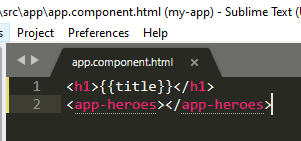 \src\app\app.component.html (my-app) - Sublime Text (
Project Preferences Help
app.component.html ×
1 <h1>{{title}}</h1>
2 <app-heroes></app-heroes>